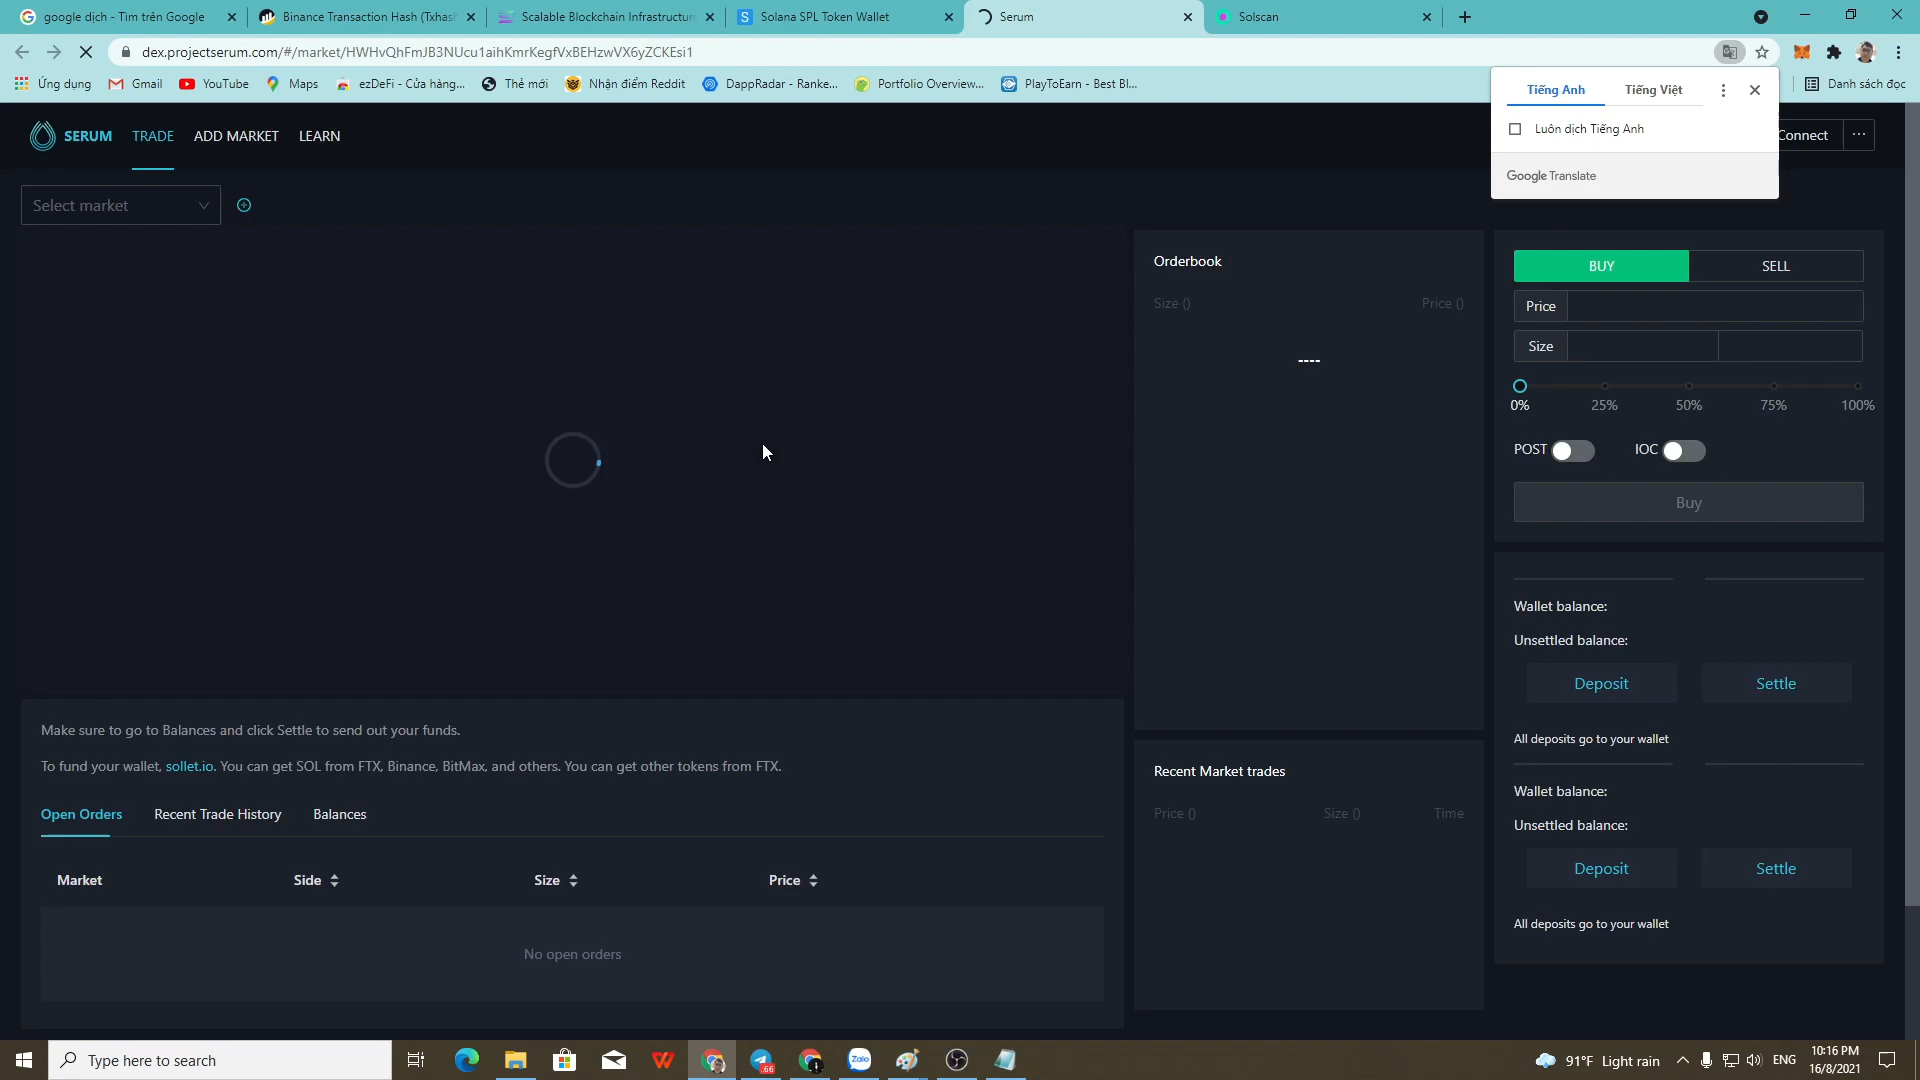 google dịch - Tìm trên Google
Binance Transaction Hash (Txhas
Scalable Blockchain Infrastructure
Solana SPL Token Wallet
Serum
Solscan
dex.projectserum.com/#/market/HWHvQhFmJB3NUcu1aihKmrKegfVxBEHzwVX6yZCKEsi1
Ứng dụng
Gmail
YouTube
Maps
ezDeFi - Cửa hàng...
Thẻ mới
Nhận điểm Reddit
DappRadar - Ranke...
Portfolio Overview...
PlayToEarn - Best Bl...
Danh sách đọc
Tiếng Anh
Tiếng Việt
Luôn dịch Tiếng Anh
Google Translate
SERUM
TRADE
ADD MARKET
LEARN
Connect
...
Select market
Orderbook
Size ()
Price ()
----
BUY
SELL
Price
Size
0%
25%
50%
75%
100%
POST
IOC
Buy
Wallet balance:
Unsettled balance:
Deposit
Settle
All deposits go to your wallet
Wallet balance:
Unsettled balance:
Deposit
Settle
All deposits go to your wallet
Recent Market trades
Price ()
Size ()
Time
Make sure to go to Balances and click Settle to send out your funds.
To fund your wallet, sollet.io. You can get SOL from FTX, Binance, BitMax, and others. You can get other tokens from FTX.
Open Orders
Recent Trade History
Balances
Market
Side
Size
Price
No open orders
Type here to search
.66
Zalo
91°F Light rain
ENG
10:16 PM
16/8/2021